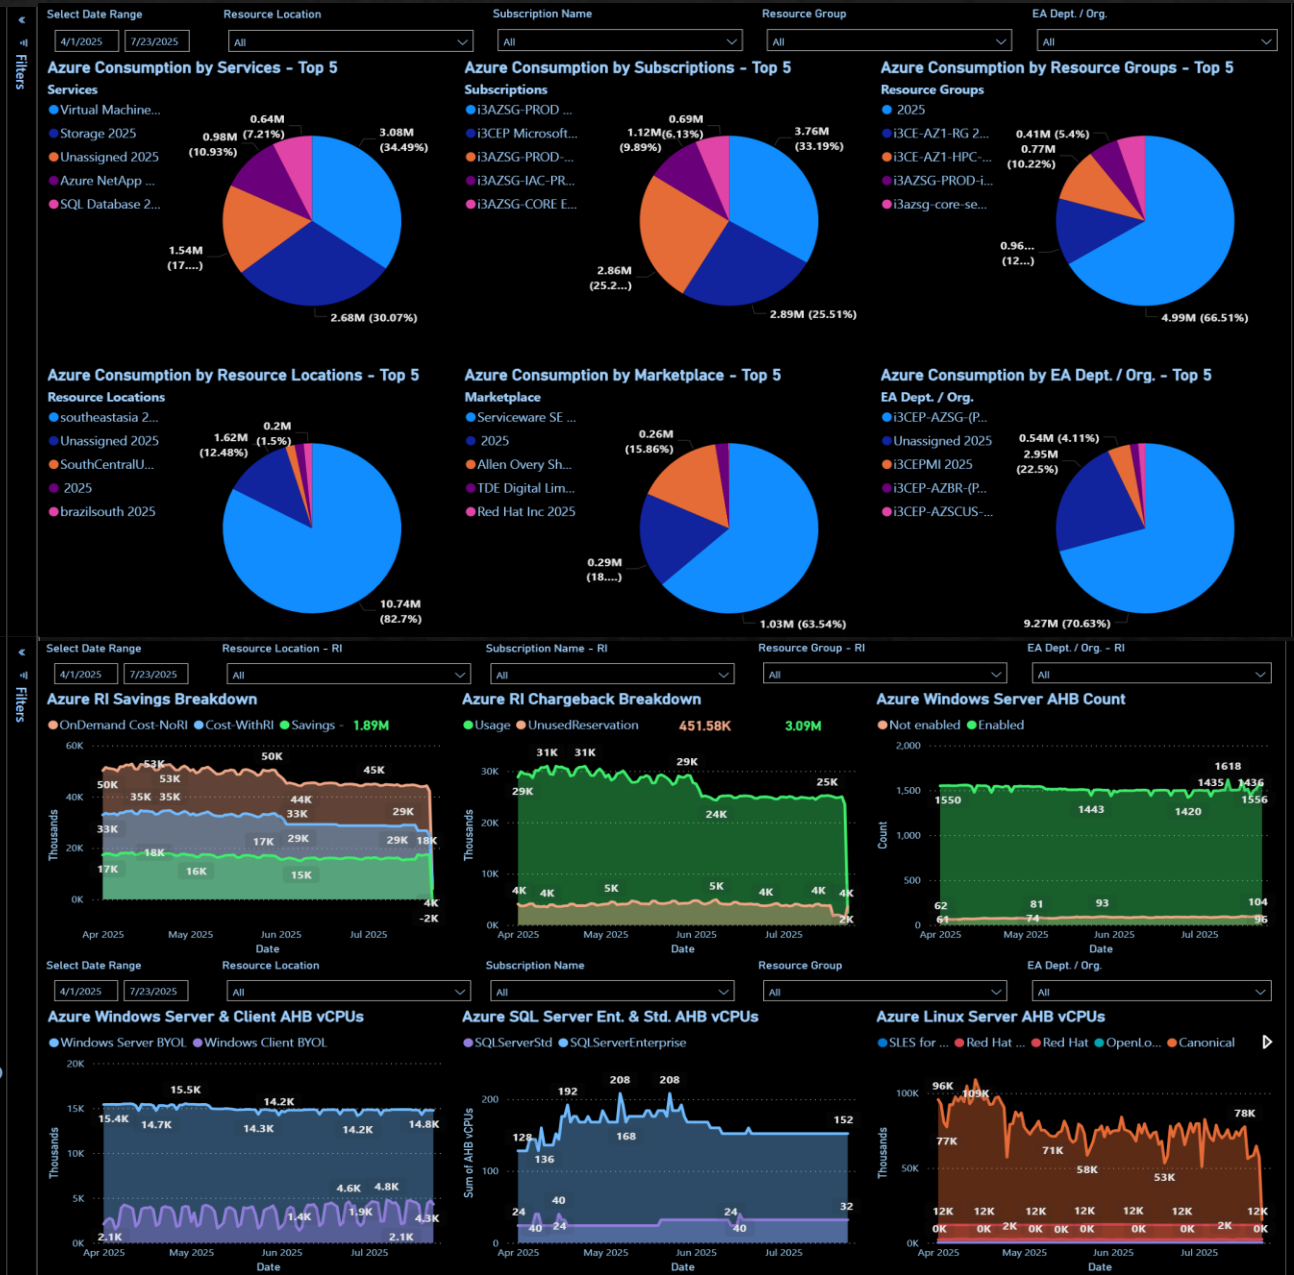 Select Date Range
Resource Location
Subscription Name
Resource Group
EA Dept. / Org.
4/1/2025
7/23/2025
All
All
All
All
Filters
Azure Consumption by Services - Top 5
Services
Virtual Machine...
Storage 2025
Unassigned 2025
Azure NetApp ...
SQL Database 2...
0.64M
(7.21%)
0.98M
(10.93%)
3.08M
(34.49%)
1.54M
(17....)
2.68M (30.07%)
Azure Consumption by Subscriptions - Top 5
Subscriptions
i3AZSG-PROD ...
i3CEP Microsoft...
i3AZSG-PROD-...
i3AZSG-IAC-PR...
i3AZSG-CORE E...
0.69M
(6.13%)
1.12M
(9.89%)
3.76M
(33.19%)
2.86M
(25.2...)
2.89M (25.51%)
Azure Consumption by Resource Groups - Top 5
Resource Groups
2025
i3CE-AZ1-RG 2...
i3CE-AZ1-HPC-...
i3AZSG-PROD-i...
i3azsg-core-se...
0.41M (5.4%)
0.77M
(10.22%)
0.96...
(12...)
4.99M (66.51%)
Azure Consumption by Resource Locations - Top 5
Resource Locations
southeastasia 2...
Unassigned 2025
SouthCentralU...
2025
brazilsouth 2025
0.2M
(1.5%)
1.62M
(12.48%)
10.74M
(82.7%)
Azure Consumption by Marketplace - Top 5
Marketplace
Serviceware SE ...
2025
Allen Overy Sh...
TDE Digital Lim...
Red Hat Inc 2025
0.26M
(15.86%)
0.29M
(18....)
1.03M (63.54%)
Azure Consumption by EA Dept. / Org. - Top 5
EA Dept. / Org.
i3CEP-AZSG-(P...
Unassigned 2025
i3CEPMI 2025
i3CEP-AZBR-(P...
i3CEP-AZSCUS-...
0.54M (4.11%)
2.95M
(22.5%)
9.27M (70.63%)
Select Date Range
Resource Location - RI
Subscription Name - RI
Resource Group - RI
EA Dept. / Org. - RI
4/1/2025
7/23/2025
All
All
All
All
Filters
Azure RI Savings Breakdown
OnDemand Cost-NoRI
Cost-WithRI
Savings -
1.89M
60K
40K
20K
0K
Thousands
50K
53K
53K
50K
44K
45K
35K
35K
33K
33K
29K
29K
29K
17K
18K
17K
18K
16K
15K
4K
-2K
Apr 2025
May 2025
Jun 2025
Jul 2025
Date
Azure RI Chargeback Breakdown
Usage
UnusedReservation
451.58K
3.09M
30K
20K
10K
0K
Thousands
31K
31K
29K
29K
24K
25K
4K
4K
5K
5K
4K
4K
4K
2K
Apr 2025
May 2025
Jun 2025
Jul 2025
Date
Azure Windows Server AHB Count
Not enabled
Enabled
2,000
1,500
1,000
500
0
Count
1618
1435
1436
1550
1443
1420
1556
62
61
81
74
93
104
96
Apr 2025
May 2025
Jun 2025
Jul 2025
Date
Select Date Range
Resource Location
Subscription Name
Resource Group
EA Dept. / Org.
4/1/2025
7/23/2025
All
All
All
All
Azure Windows Server & Client AHB vCPUs
Windows Server BYOL
Windows Client BYOL
20K
15K
10K
5K
0K
Thousands
15.5K
15.4K
14.7K
14.2K
14.3K
14.2K
14.8K
4.6K
4.8K
1.4K
1.9K
4.3K
2.1K
2.1K
Apr 2025
May 2025
Jun 2025
Jul 2025
Date
Azure SQL Server Ent. & Std. AHB vCPUs
SQLServerStd
SQLServerEnterprise
200
100
0
Sum of AHB vCPUs
208
208
192
168
152
128
136
24
40
40
24
24
40
32
Apr 2025
May 2025
Jun 2025
Jul 2025
Date
Azure Linux Server AHB vCPUs
SLES for ...
Red Hat ...
Red Hat
OpenLo...
Canonical
100K
50K
0K
Thousands
96K
109K
77K
71K
58K
53K
78K
12K
12K
12K
12K
12K
12K
12K
0K
0K
2K
0K
0K
0K
0K
2K
0K
Apr 2025
May 2025
Jun 2025
Jul 2025
Date